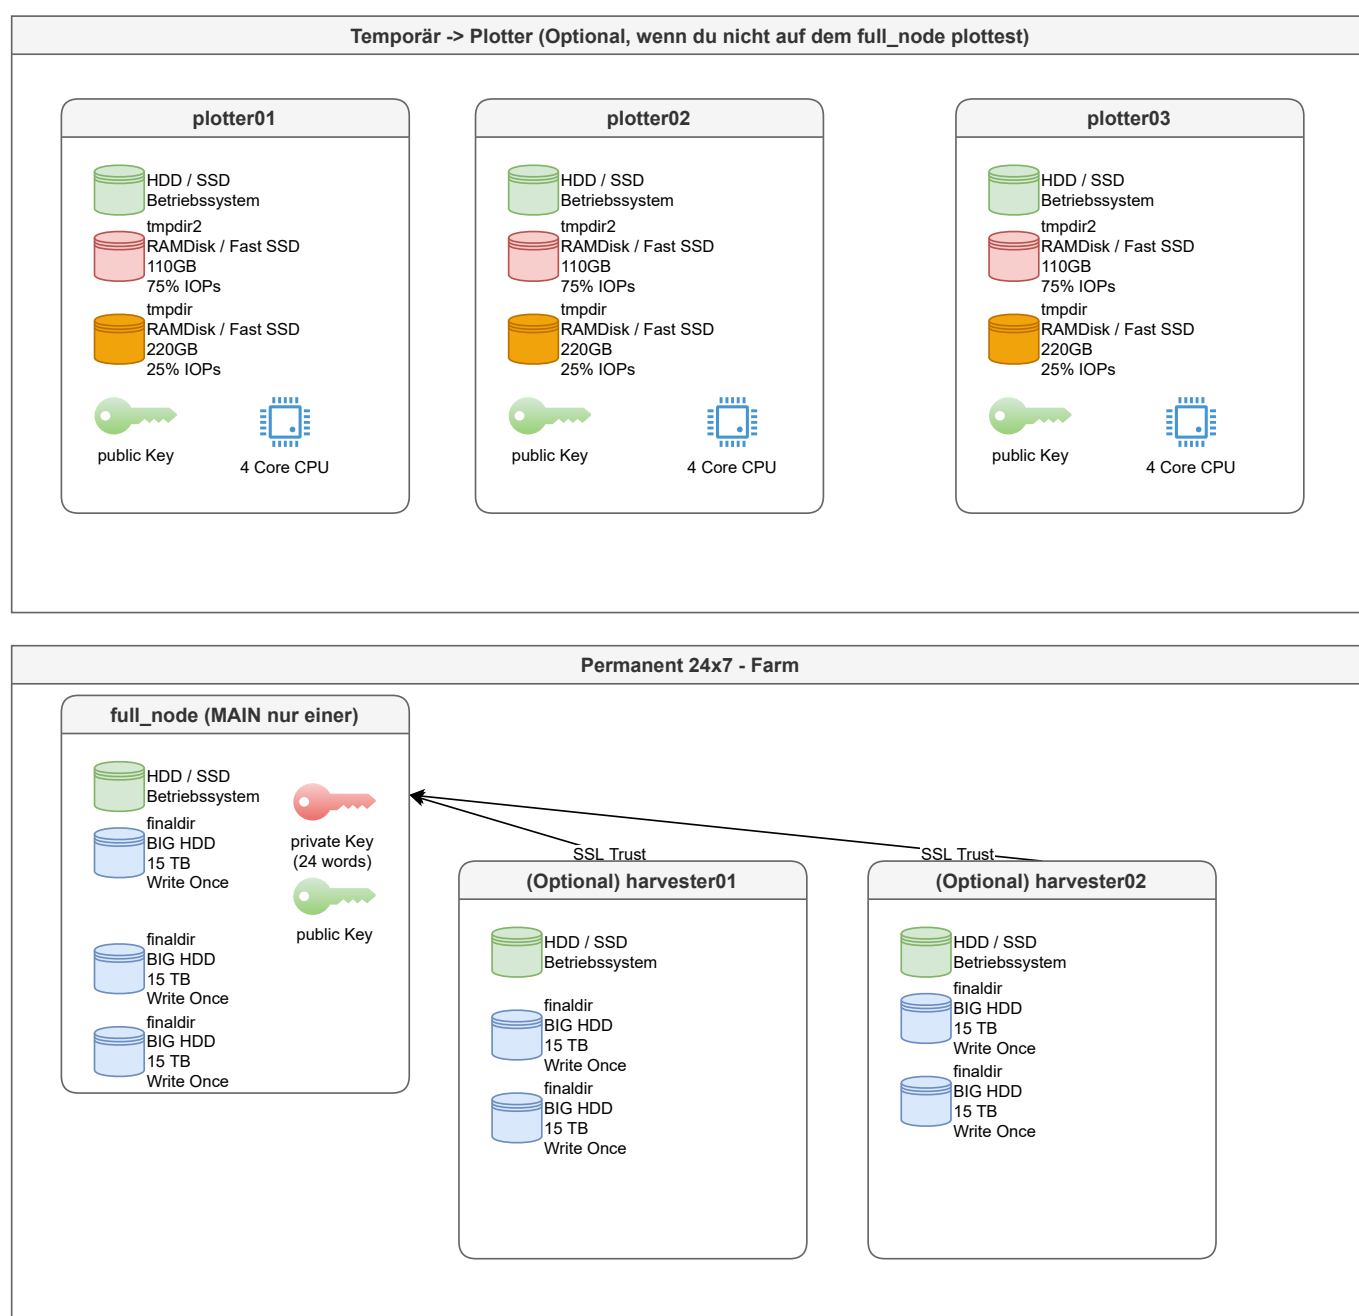 Temporär -> Plotter (Optional, wenn du nicht auf dem full_node plottest)
plotter01
HDD / SSD
Betriebssystem
tmpdir2
RAMDisk / Fast SSD
110GB
75% IOPs
tmpdir
RAMDisk / Fast SSD
220GB
25% IOPs
public Key
4 Core CPU
plotter02
HDD / SSD
Betriebssystem
tmpdir2
RAMDisk / Fast SSD
110GB
75% IOPs
tmpdir
RAMDisk / Fast SSD
220GB
25% IOPs
public Key
4 Core CPU
plotter03
HDD / SSD
Betriebssystem
tmpdir2
RAMDisk / Fast SSD
110GB
75% IOPs
tmpdir
RAMDisk / Fast SSD
220GB
25% IOPs
public Key
4 Core CPU
Permanent 24x7 - Farm
full_node (MAIN nur einer)
HDD / SSD
Betriebssystem
finaldir
BIG HDD
15 TB
Write Once
private Key
(24 words)
public Key
finaldir
BIG HDD
15 TB
Write Once
finaldir
BIG HDD
15 TB
Write Once
SSL Trust
(Optional) harvester01
HDD / SSD
Betriebssystem
finaldir
BIG HDD
15 TB
Write Once
finaldir
BIG HDD
15 TB
Write Once
SSL Trust
(Optional) harvester02
HDD / SSD
Betriebssystem
finaldir
BIG HDD
15 TB
Write Once
finaldir
BIG HDD
15 TB
Write Once